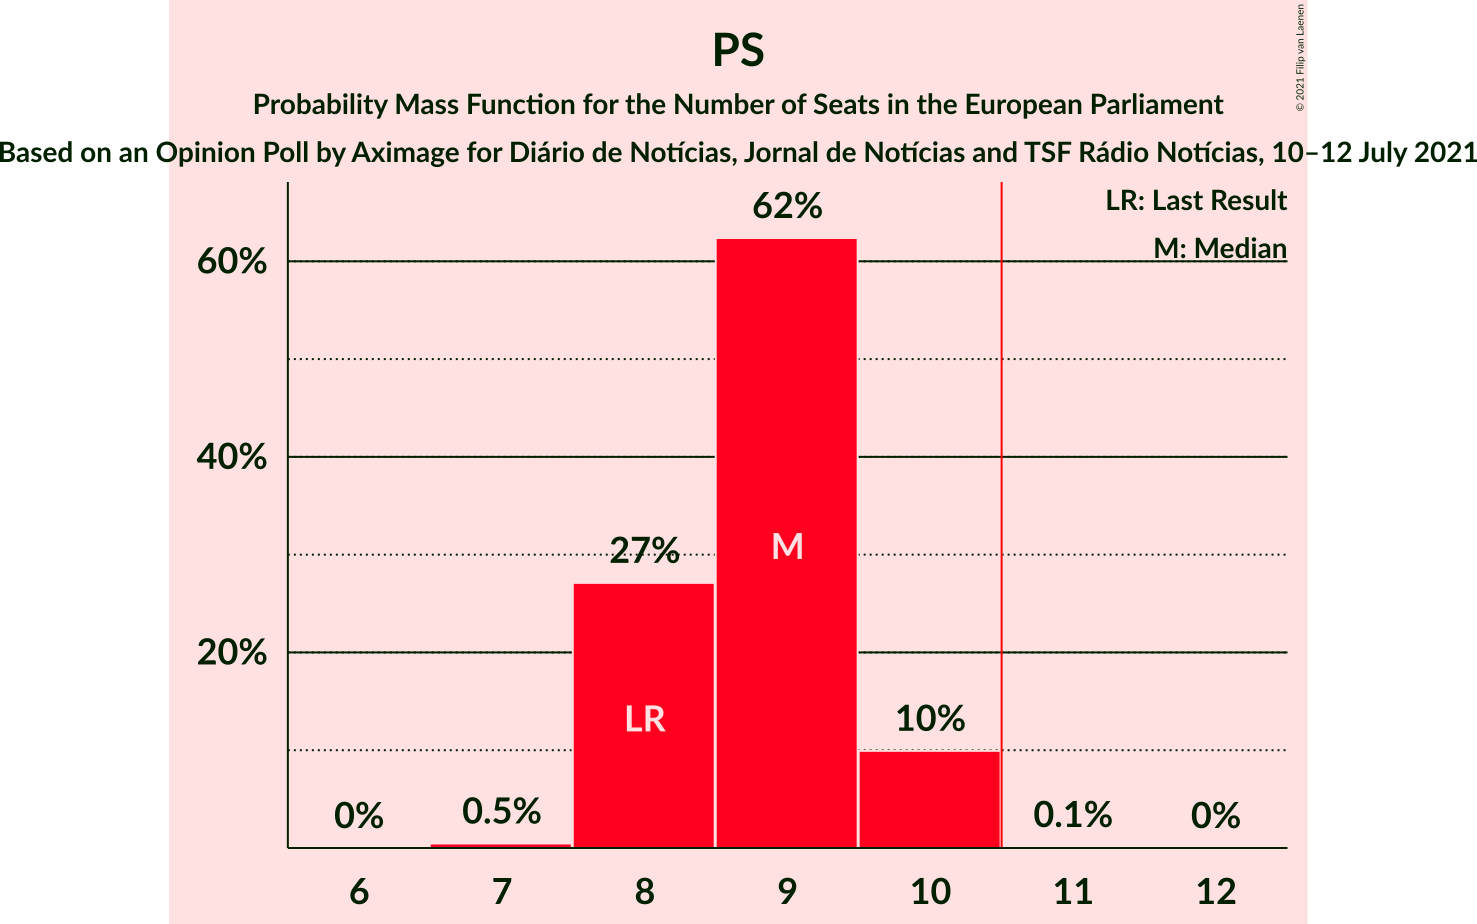 PS
Probability Mass Function for the Number of Seats in the European Parliament
Based on an Opinion Poll by Aximage for Diário de Notícias, Jornal de Notícias and TSF Rádio Notícias, 10–12 July 2021
© 2021 Filip van Laenen
LR: Last Result
M: Median
62%
60%
40%
27%
M
20%
LR
10%
0%
0.5%
0.1%
0%
6 7 8 9 10 11 12